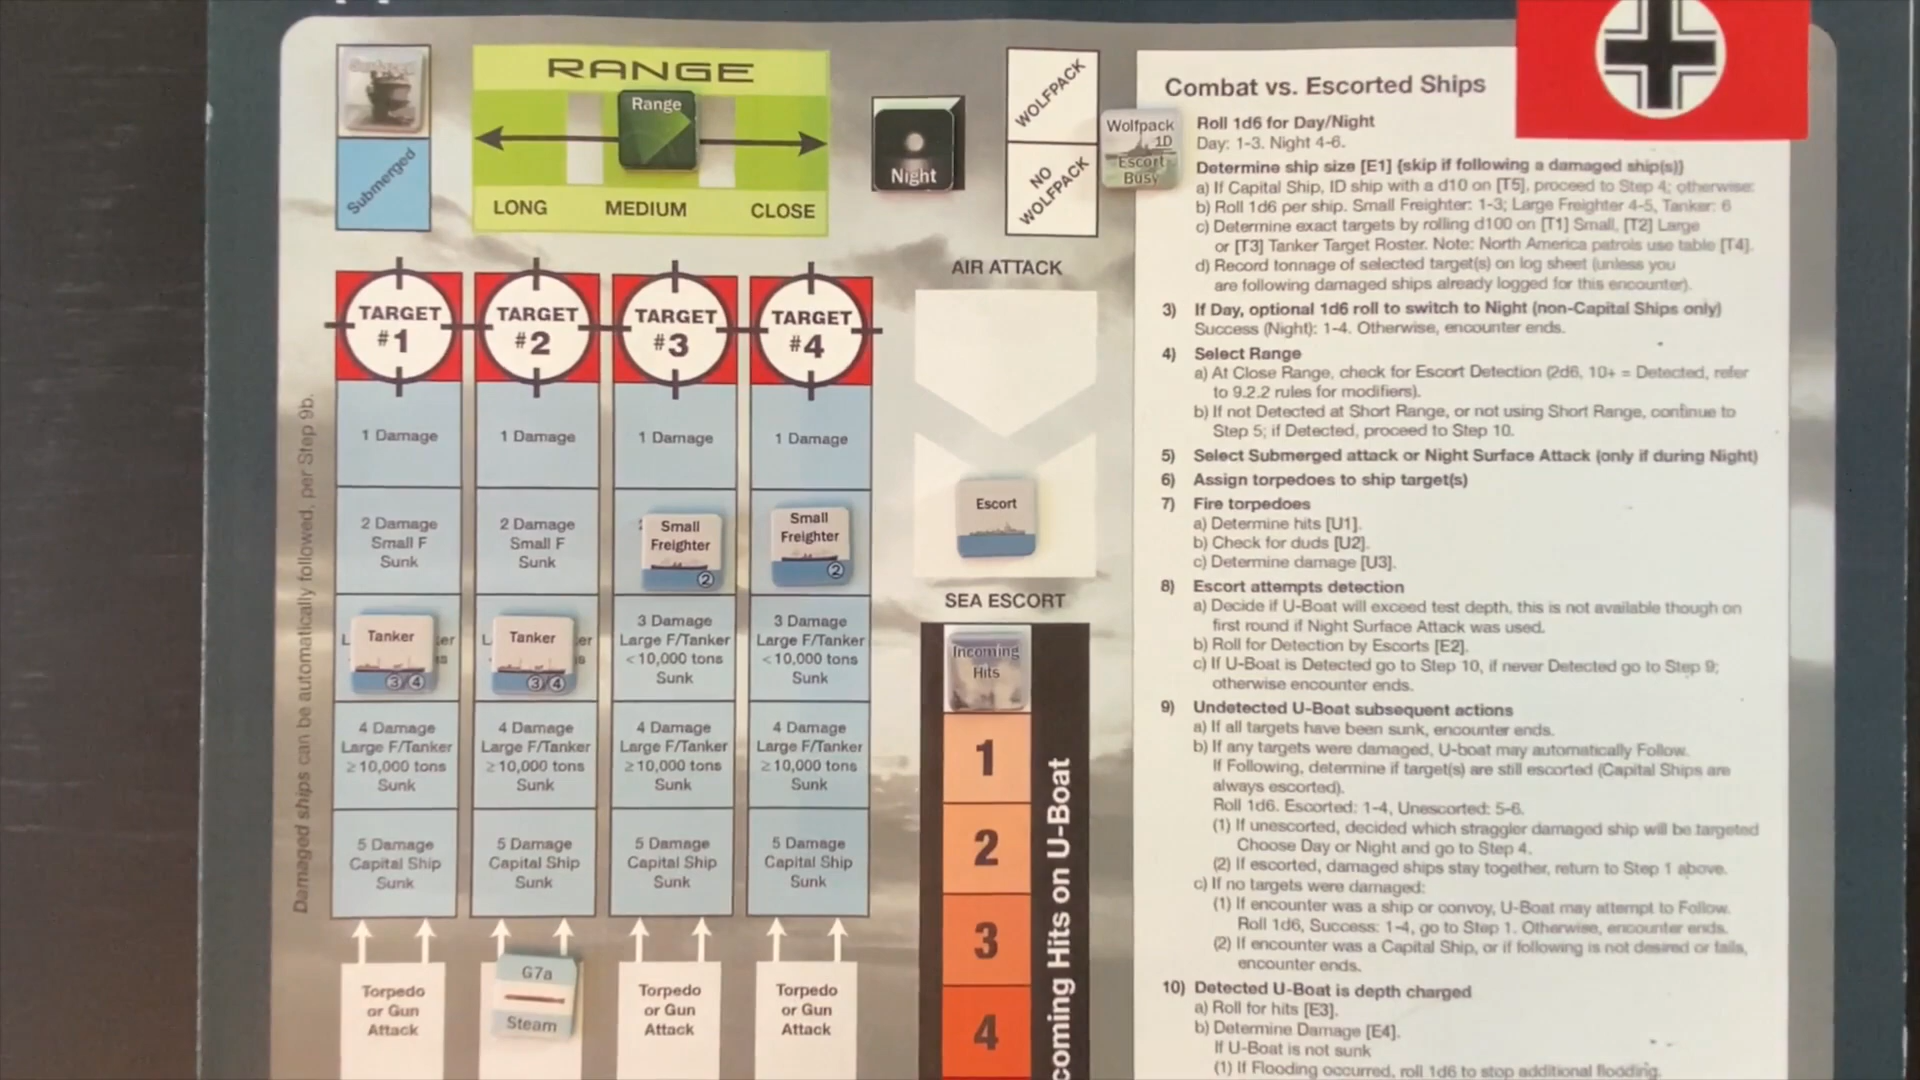 Submerged
RANGE
Range
LONG
MEDIUM
CLOSE
Night
WOLFPACK
NO
WOLFPACK
Wolfpack
1D
Escort
Busy
AIR ATTACK
Escort
SEA ESCORT
TARGET
#1
TARGET
#2
TARGET
#3
TARGET
#4
1 Damage
1 Damage
1 Damage
1 Damage
2 Damage
Small F
Sunk
2 Damage
Small F
Sunk
Small
Freighter
2
Small
Freighter
2
Tanker
3 4
Tanker
3 4
3 Damage
Large F/Tanker
<10,000 tons
Sunk
3 Damage
Large F/Tanker
<10,000 tons
Sunk
4 Damage
Large F/Tanker
≥10,000 tons
Sunk
4 Damage
Large F/Tanker
≥10,000 tons
Sunk
4 Damage
Large F/Tanker
≥10,000 tons
Sunk
4 Damage
Large F/Tanker
≥10,000 tons
Sunk
5 Damage
Capital Ship
Sunk
5 Damage
Capital Ship
Sunk
5 Damage
Capital Ship
Sunk
5 Damage
Capital Ship
Sunk
Torpedo
or Gun
Attack
G7a
Steam
Torpedo
or Gun
Attack
Torpedo
or Gun
Attack
Damaged ships can be automatically followed, per Step 9b.
Incoming
Hits
1
2
3
4
coming Hits on U-Boat
Combat vs. Escorted Ships
Roll 1d6 for Day/Night
Day: 1-3. Night 4-6.
Determine ship size [E1] {skip if following a damaged ship(s)}
a) If Capital Ship, ID ship with a d10 on [T5], proceed to Step 4; otherwise:
b) Roll 1d6 per ship. Small Freighter: 1-3; Large Freighter 4-5, Tanker: 6
c) Determine exact targets by rolling d100 on [T1] Small, [T2] Large
or [T3] Tanker Target Roster. Note: North America patrols use table [T4].
d) Record tonnage of selected target(s) on log sheet (unless you
are following damaged ships already logged for this encounter).
3) If Day, optional 1d6 roll to switch to Night (non-Capital Ships only)
Success (Night): 1-4. Otherwise, encounter ends.
4) Select Range
a) At Close Range, check for Escort Detection (2d6, 10+ = Detected, refer
to 9.2.2 rules for modifiers).
b) If not Detected at Short Range, or not using Short Range, continue to
Step 5; if Detected, proceed to Step 10.
5) Select Submerged attack or Night Surface Attack (only if during Night)
6) Assign torpedoes to ship target(s)
7) Fire torpedoes
a) Determine hits [U1].
b) Check for duds [U2].
c) Determine damage [U3].
8) Escort attempts detection
a) Decide if U-Boat will exceed test depth, this is not available though on
first round if Night Surface Attack was used.
b) Roll for Detection by Escorts [E2].
c) If U-Boat is Detected go to Step 10, if never Detected go to Step 9;
otherwise encounter ends.
9) Undetected U-Boat subsequent actions
a) If all targets have been sunk, encounter ends.
b) If any targets were damaged, U-boat may automatically Follow.
If Following, determine if target(s) are still escorted (Capital Ships are
always escorted).
Roll 1d6. Escorted: 1-4, Unescorted: 5-6.
(1) If unescorted, decided which straggler damaged ship will be targeted
Choose Day or Night and go to Step 4.
(2) If escorted, damaged ships stay together, return to Step 1 above.
c) If no targets were damaged:
(1) If encounter was a ship or convoy, U-Boat may attempt to Follow.
Roll 1d6, Success: 1-4, go to Step 1. Otherwise, encounter ends.
(2) If encounter was a Capital Ship, or if following is not desired or fails,
encounter ends.
10) Detected U-Boat is depth charged
a) Roll for hits [E3].
b) Determine Damage [E4].
If U-Boat is not sunk
(1) If Flooding occurred, roll 1d6 to stop additional flooding.